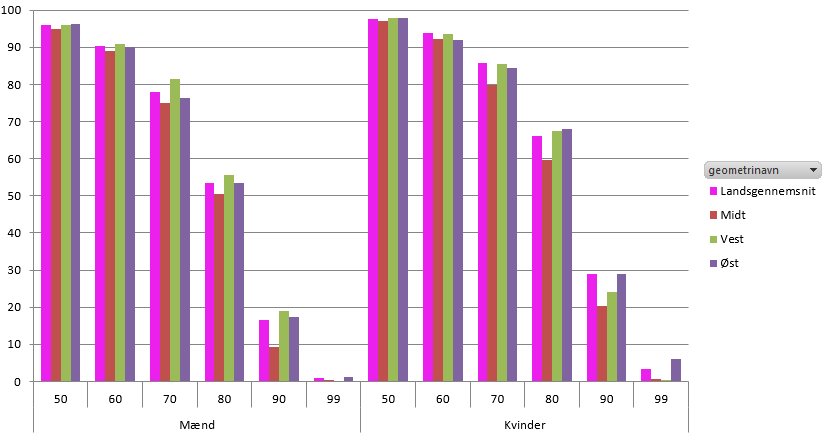 100
90
80
70
60
50
40
30
20
10
0
50 60 70 80 90 99 50 60 70 80 90 99
Mænd Kvinder
geometrinavn
Landsgennemsnit
Midt
Vest
Øst